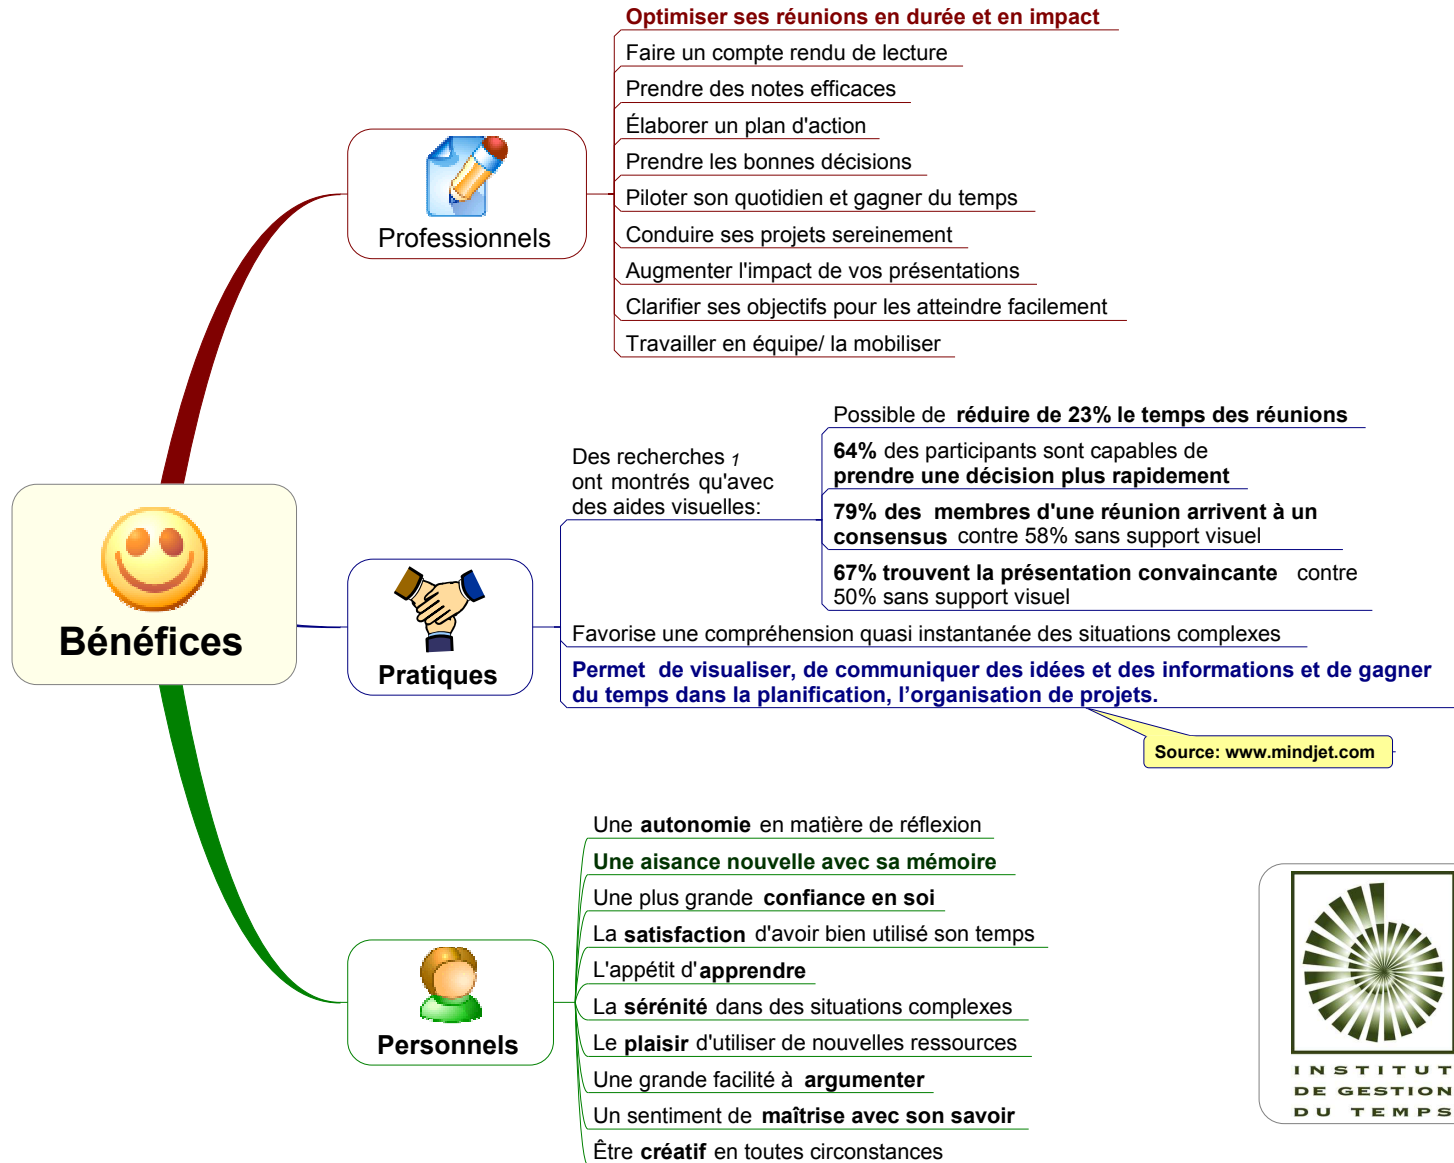 Optimiser ses réunions en durée et en impact
Faire un compte rendu de lecture
Prendre des notes efficaces
Élaborer un plan d'action
Prendre les bonnes décisions
Piloter son quotidien et gagner du temps
Conduire ses projets sereinement
Augmenter l'impact de vos présentations
Clarifier ses objectifs pour les atteindre facilement
Travailler en équipe/ la mobiliser
Professionnels
Bénéfices
Pratiques
Des recherches 1
ont montrés qu'avec
des aides visuelles:
Possible de réduire de 23% le temps des réunions
64% des participants sont capables de
prendre une décision plus rapidement
79% des membres d'une réunion arrivent à un
consensus contre 58% sans support visuel
67% trouvent la présentation convaincante contre
50% sans support visuel
Favorise une compréhension quasi instantanée des situations complexes
Permet de visualiser, de communiquer des idées et des informations et de gagner
du temps dans la planification, l’organisation de projets.
Source: www.mindjet.com
Personnels
Une autonomie en matière de réflexion
Une aisance nouvelle avec sa mémoire
Une plus grande confiance en soi
La satisfaction d'avoir bien utilisé son temps
L'appétit d'apprendre
La sérénité dans des situations complexes
Le plaisir d'utiliser de nouvelles ressources
Une grande facilité à argumenter
Un sentiment de maîtrise avec son savoir
Être créatif en toutes circonstances
INSTITUT
DE GESTION
DU TEMPS